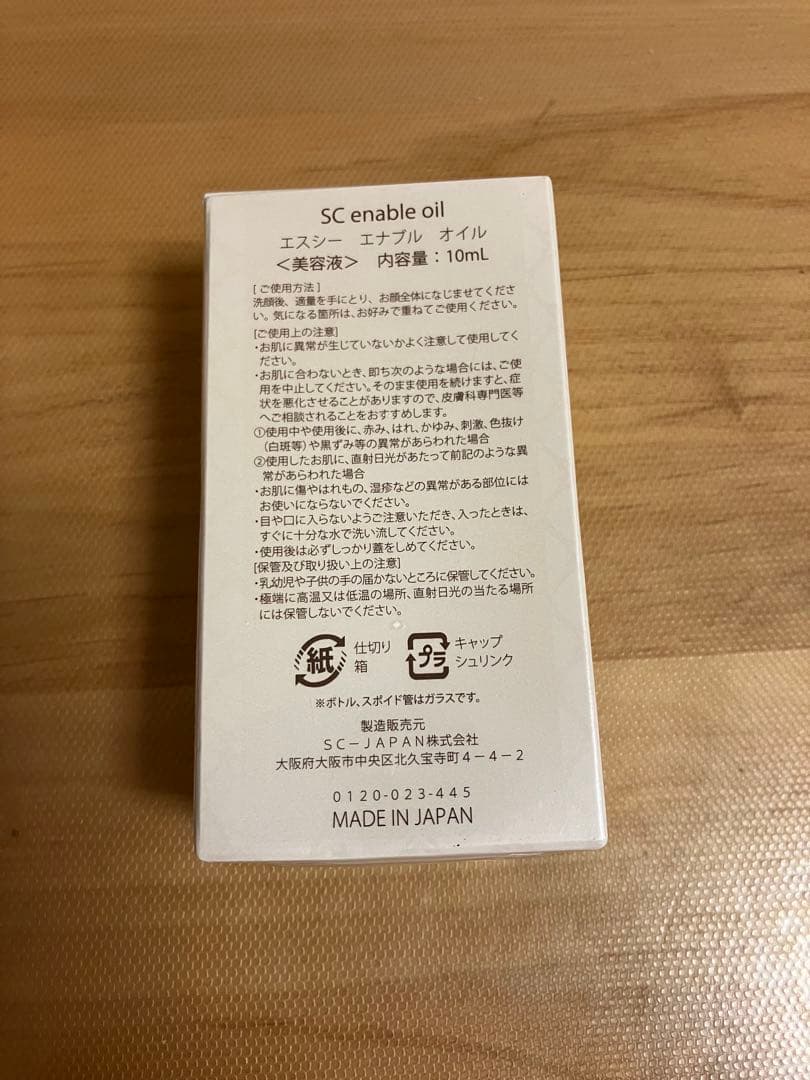 SC enable oil
エスシー　エナブル　オイル
＜美容液＞　内容量：10mL
[ ご使用方法 ]
洗顔後、適量を手にとり、お顔全体になじませてくださ
い。気になる箇所は、お好みで重ねてご使用ください。
[ご使用上の注意]
・お肌に異常が生じていないかよく注意して使用してく
ださい。
・お肌に合わないとき、即ち次のような場合には、ご使
用を中止してください。そのまま使用を続けますと、症
状を悪化させることがありますので、皮膚科専門医等
へご相談されることをおすすめします。
①使用中や使用後に、赤み、はれ、かゆみ、刺激、色抜け
（白斑等）や黒ずみ等の異常があらわれた場合
②使用したお肌に、直射日光があたって前記のような異
常があらわれた場合
・お肌に傷やはれもの、湿疹などの異常がある部位には
お使いにならないでください。
・目や口に入らないようご注意いただき、入ったときは、
すぐに十分な水で洗い流してください。
・使用後は必ずしっかり蓋をしめてください。
[保管及び取り扱い上の注意]
・乳幼児や子供の手の届かないところに保管してください。
・極端に高温又は低温の場所、直射日光の当たる場所
には保管しないでください。
紙 仕切り 箱
プラ キャップ シュリンク
※ボトル、スポイド管はガラスです。
製造販売元
ＳＣ－ＪＡＰＡＮ株式会社
大阪府大阪市中央区北久宝寺町４－４－２
0120-023-445
MADE IN JAPAN